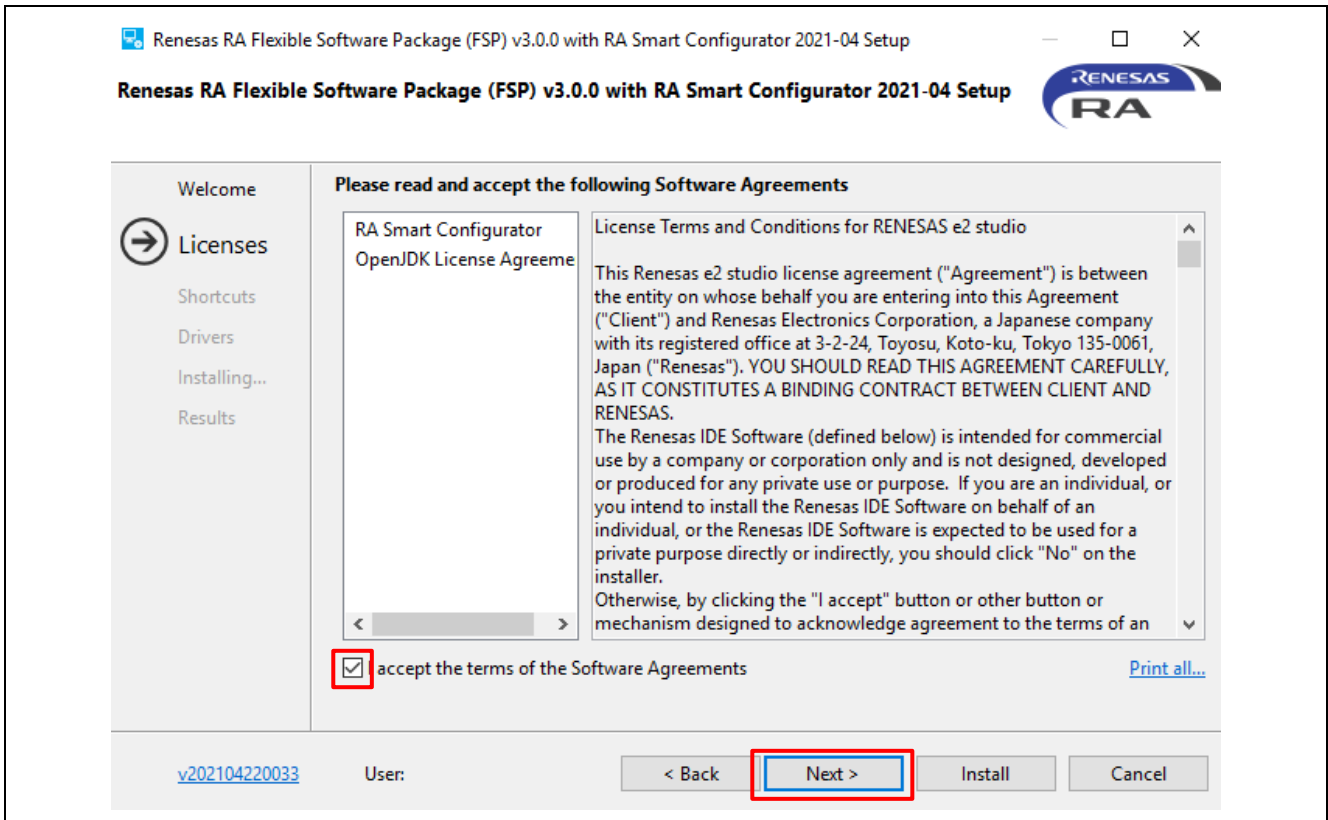 Renesas RA Flexible Software Package (FSP) v3.0.0 with RA Smart Configurator 2021-04 Setup
Renesas RA Flexible Software Package (FSP) v3.0.0 with RA Smart Configurator 2021-04 Setup
RENESAS
RA
Welcome
Licenses
Shortcuts
Drivers
Installing...
Results
Please read and accept the following Software Agreements
RA Smart Configurator
OpenJDK License Agreeme
License Terms and Conditions for RENESAS e2 studio
This Renesas e2 studio license agreement ("Agreement") is between
the entity on whose behalf you are entering into this Agreement
("Client") and Renesas Electronics Corporation, a Japanese company
with its registered office at 3-2-24, Toyosu, Koto-ku, Tokyo 135-0061,
Japan ("Renesas"). YOU SHOULD READ THIS AGREEMENT CAREFULLY,
AS IT CONSTITUTES A BINDING CONTRACT BETWEEN CLIENT AND
RENESAS.
The Renesas IDE Software (defined below) is intended for commercial
use by a company or corporation only and is not designed, developed
or produced for any private use or purpose.  If you are an individual, or
you intend to install the Renesas IDE Software on behalf of an
individual, or the Renesas IDE Software is expected to be used for a
private purpose directly or indirectly, you should click "No" on the
installer.
Otherwise, by clicking the "I accept" button or other button or
mechanism designed to acknowledge agreement to the terms of an
I accept the terms of the Software Agreements
Print all...
v202104220033
User:
< Back
Next >
Install
Cancel